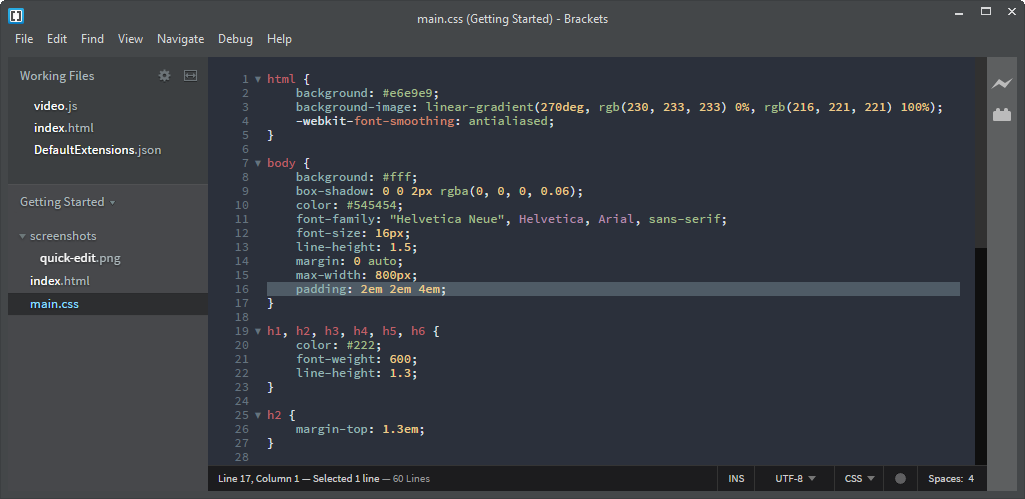 main.css (Getting Started) - Brackets
File Edit Find View Navigate Debug Help
Working Files
video.js
index.html
DefaultExtensions.json
Getting Started
screenshots
quick-edit.png
index.html
main.css
1 html {
2     background: #e6e9e9;
3     background-image: linear-gradient(270deg, rgb(230, 233, 233) 0%, rgb(216, 221, 221) 100%);
4     -webkit-font-smoothing: antialiased;
5 }
6
7 body {
8     background: #fff;
9     box-shadow: 0 0 2px rgba(0, 0, 0, 0.06);
10     color: #545454;
11     font-family: "Helvetica Neue", Helvetica, Arial, sans-serif;
12     font-size: 16px;
13     line-height: 1.5;
14     margin: 0 auto;
15     max-width: 800px;
16     padding: 2em 2em 4em;
17 }
18
19 h1, h2, h3, h4, h5, h6 {
20     color: #222;
21     font-weight: 600;
22     line-height: 1.3;
23 }
24
25 h2 {
26     margin-top: 1.3em;
27 }
28
Line 17, Column 1 — Selected 1 line — 60 Lines INS UTF-8 CSS Spaces: 4